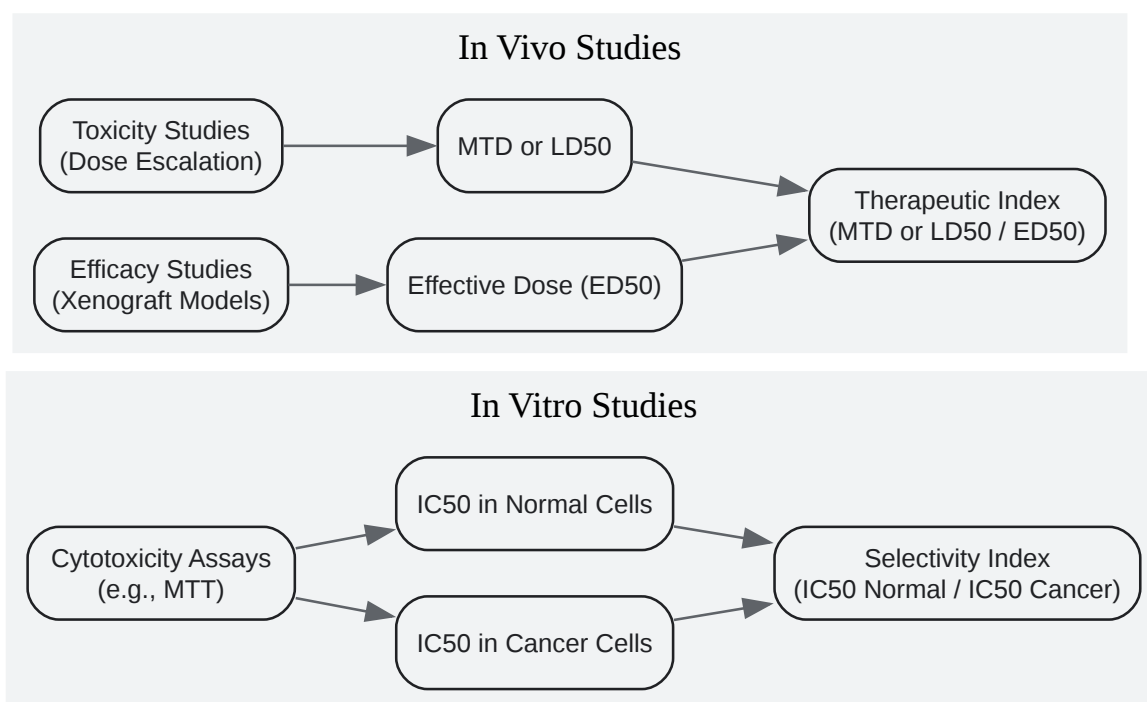 In Vivo Studies
Toxicity Studies
(Dose Escalation)
MTD or LD50
Therapeutic Index
(MTD or LD50 / ED50)
Efficacy Studies
(Xenograft Models)
Effective Dose (ED50)
In Vitro Studies
IC50 in Normal Cells
Cytotoxicity Assays
(e.g., MTT)
Selectivity Index
(IC50 Normal / IC50 Cancer)
IC50 in Cancer Cells